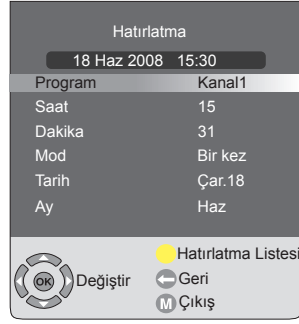 Hatırlatma
18 Haz 2008 15:30
Program Kanal1
Saat 15
Dakika 31
Mod Bir kez
Tarih Çar.18
Ay Haz
Hatırlatma Listesi
OK Değiştir Geri
M Çıkış